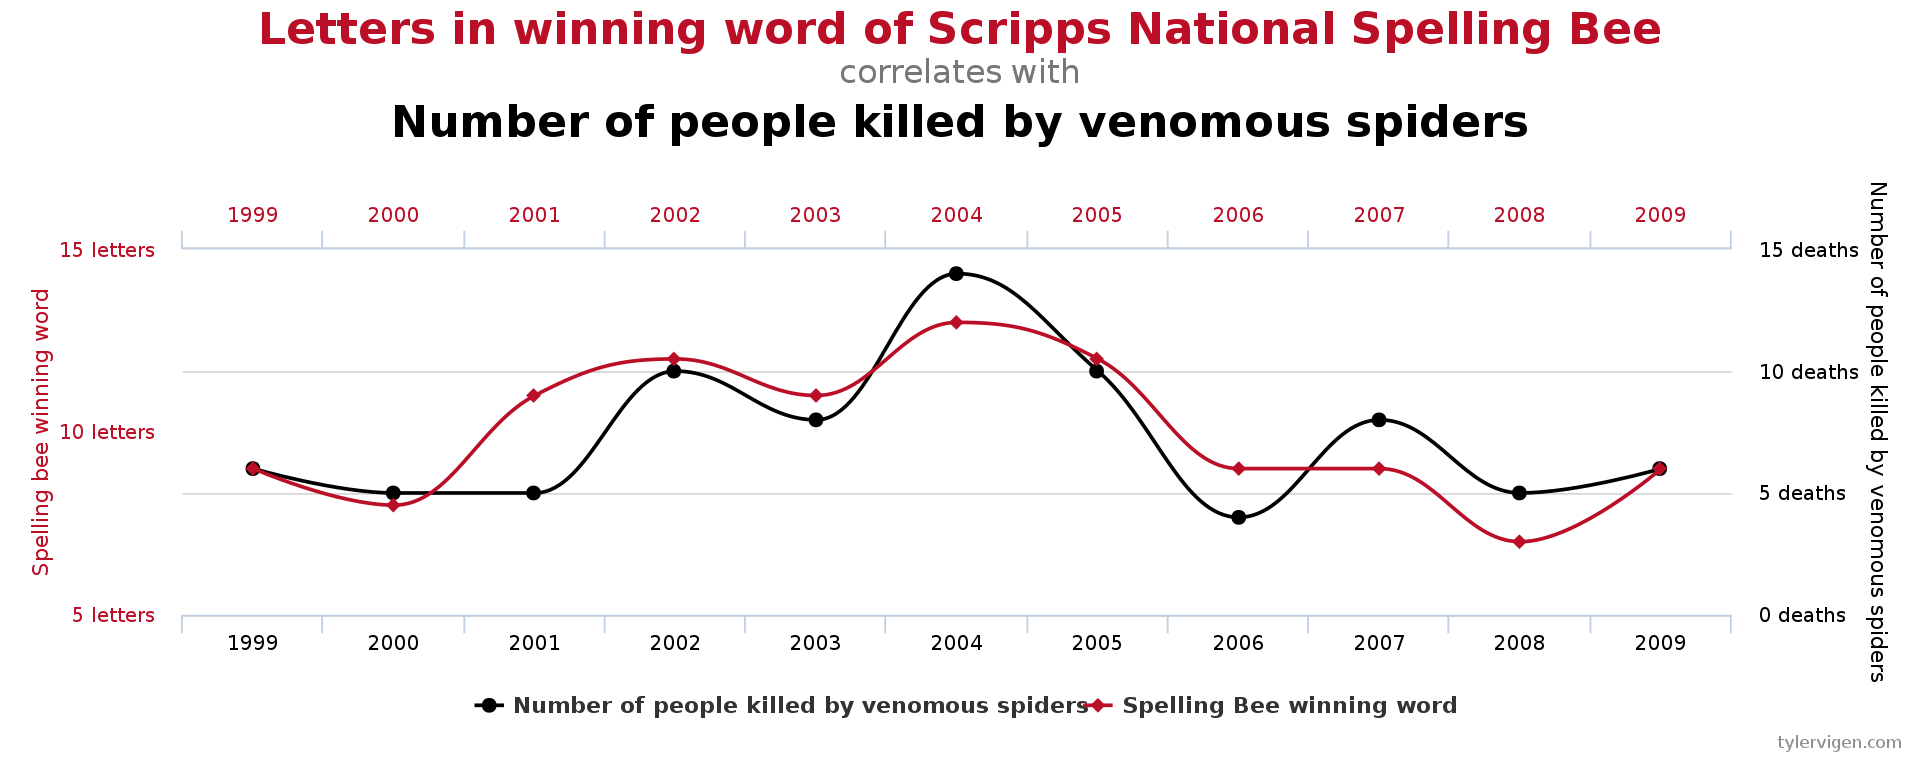 Letters in winning word of Scripps National Spelling Bee
correlates with
Number of people killed by venomous spiders
1999 2000 2001 2002 2003 2004 2005 2006 2007 2008 2009
15 letters
10 letters
5 letters
Spelling bee winning word
15 deaths
10 deaths
5 deaths
0 deaths
Number of people killed by venomous spiders
1999 2000 2001 2002 2003 2004 2005 2006 2007 2008 2009
Number of people killed by venomous spiders Spelling Bee winning word
tylervigen.com